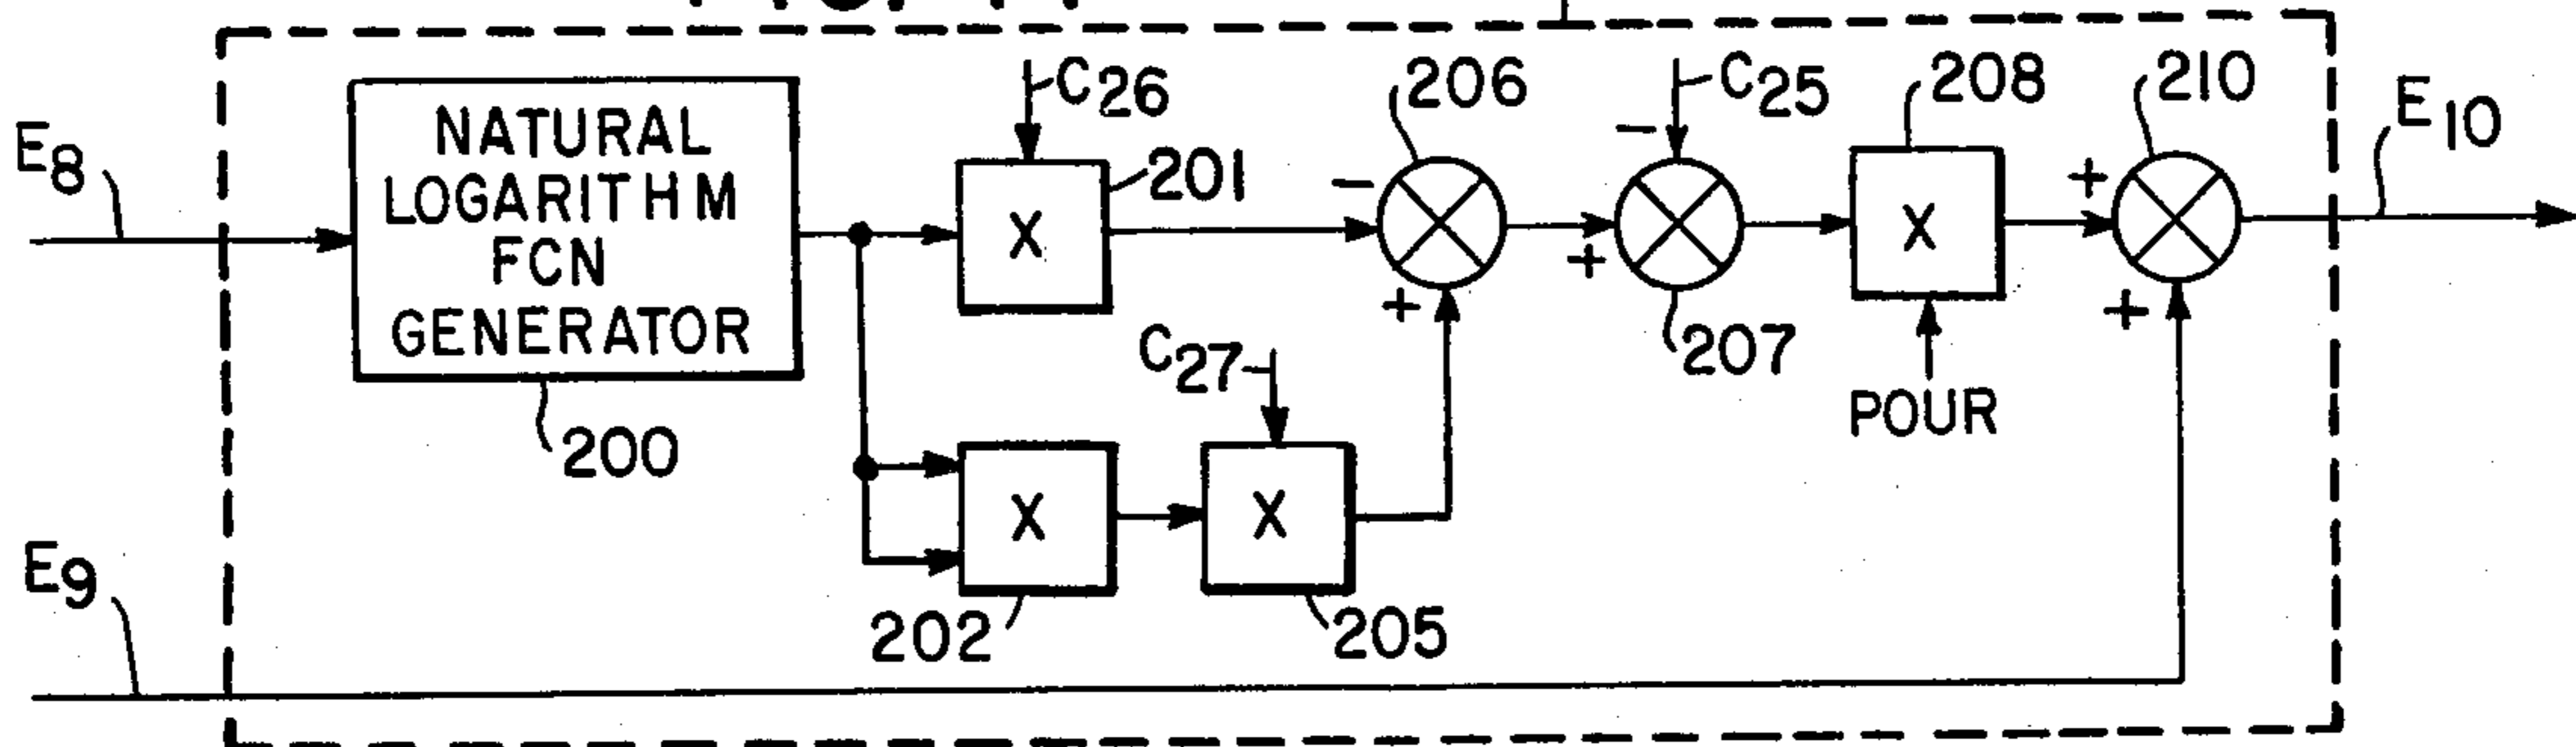 C26
206
C25
208
210
E10
E8
NATURAL
LOGARITHM
FCN
GENERATOR
X
201
-
+
-
+
207
X
POUR
+
+
200
C27
X
202
X
205
E9